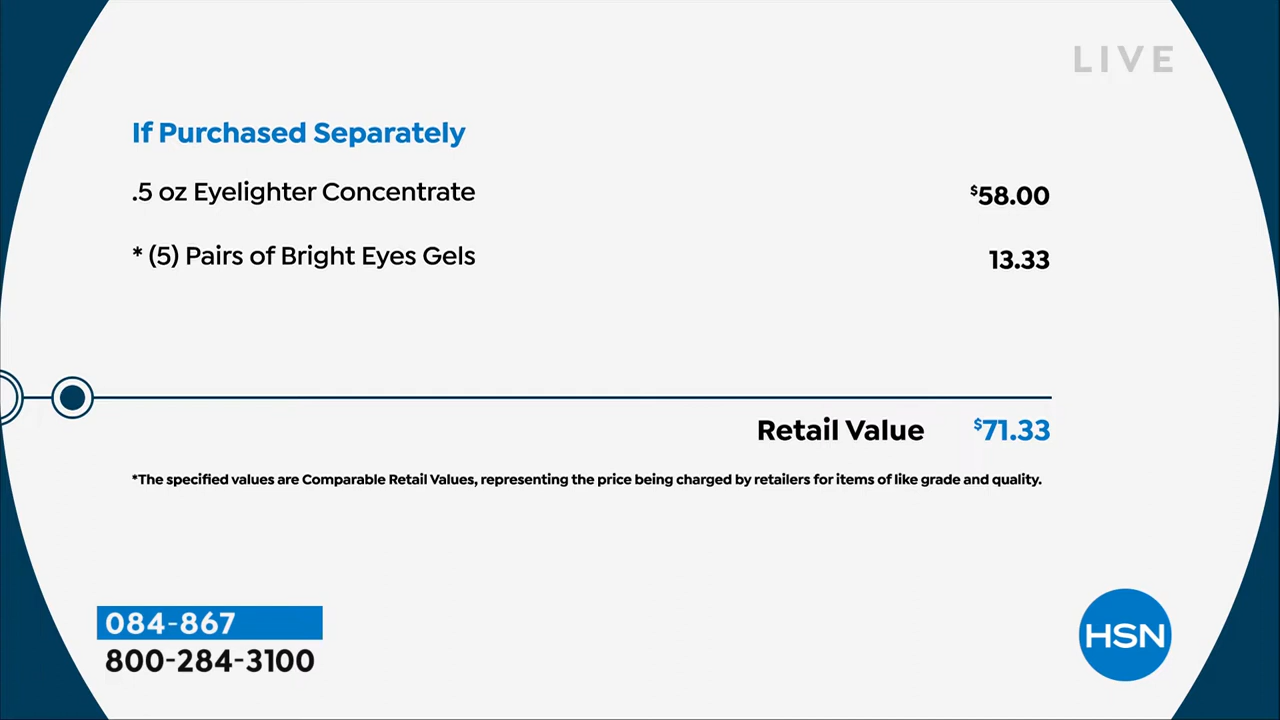 LIVE
If Purchased Separately
.5 oz Eyelighter Concentrate $58.00
* (5) Pairs of Bright Eyes Gels 13.33
Retail Value $71.33
*The specified values are Comparable Retail Values, representing the price being charged by retailers for items of like grade and quality.
084-867
800-284-3100
HSN